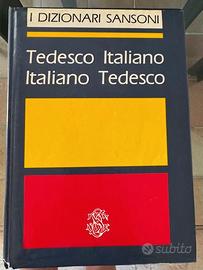 I DIZIONARI SANSONI
Tedesco Italiano
Italiano Tedesco
subito